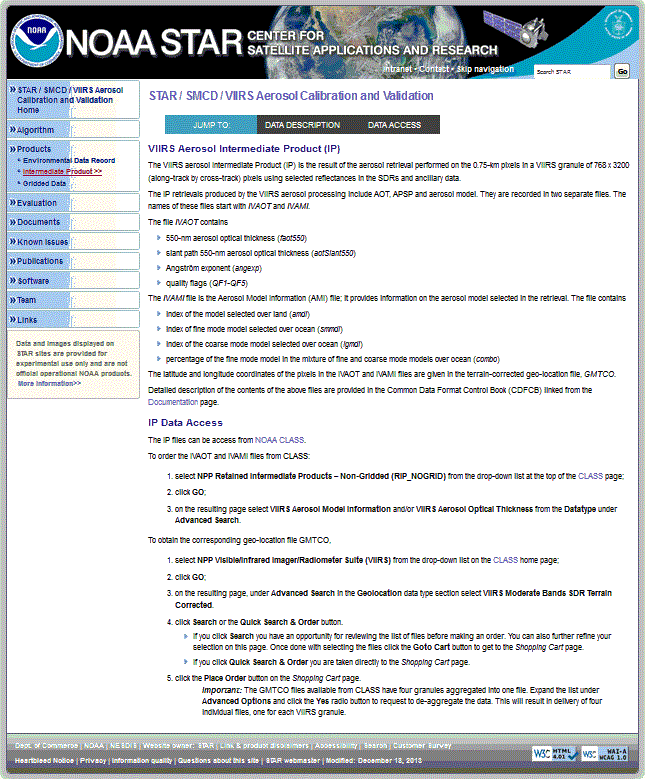 NOAA
NOAA STAR CENTER FOR
SATELLITE APPLICATIONS AND RESEARCH
Intranet • Contact • Skip navigation
Search STAR
Go
» STAR / SMCD / VIIRS Aerosol
Calibration and Validation
Home
» Algorithm
» Products
Environmental Data Record
Intermediate Product >>
Gridded Data
» Evaluation
» Documents
» Known Issues
» Publications
» Software
» Team
» Links
Data and images displayed on
STAR sites are provided for
experimental use only and are not
official operational NOAA products.
More information>>
STAR / SMCD / VIIRS Aerosol Calibration and Validation
JUMP TO: DATA DESCRIPTION DATA ACCESS
VIIRS Aerosol Intermediate Product (IP)
The VIIRS aerosol Intermediate Product (IP) is the result of the aerosol retrieval performed on the 0.75-km pixels in a VIIRS granule of 768 x 3200
(along-track by cross-track) pixels using selected reflectances in the SDRs and ancillary data.
The IP retrievals produced by the VIIRS aerosol processing include AOT, APSP and aerosol model. They are recorded in two separate files. The
names of these files start with IVAOT and IVAMI.
The file IVAOT contains
550-nm aerosol optical thickness (faot550)
slant path 550-nm aerosol optical thickness (aotSlant550)
Angström exponent (angexp)
quality flags (QF1-QF5)
The IVAMI file is the Aerosol Model Information (AMI) file; it provides information on the aerosol model selected in the retrieval. The file contains
index of the model selected over land (amdl)
index of fine mode model selected over ocean (smmdl)
index of the coarse mode model selected over ocean (lgmdl)
percentage of the fine mode model in the mixture of fine and coarse mode models over ocean (combo)
The latitude and longitude coordinates of the pixels in the IVAOT and IVAMI files are given in the terrain-corrected geo-location file, GMTCO.
Detailed description of the contents of the above files are provided in the Common Data Format Control Book (CDFCB) linked from the
Documentation page.
IP Data Access
The IP files can be access from NOAA CLASS.
To order the IVAOT and IVAMI files from CLASS:
1. select NPP Retained Intermediate Products – Non-Gridded (RIP_NOGRID) from the drop-down list at the top of the CLASS page;
2. click GO;
3. on the resulting page select VIIRS Aerosol Model Information and/or VIIRS Aerosol Optical Thickness from the Datatype under
Advanced Search.
To obtain the corresponding geo-location file GMTCO,
1. select NPP Visible/Infrared Imager/Radiometer Suite (VIIRS) from the drop-down list on the CLASS home page;
2. click GO;
3. on the resulting page, under Advanced Search in the Geolocation data type section select VIIRS Moderate Bands SDR Terrain
Corrected.
4. click Search or the Quick Search & Order button.
If you click Search you have an opportunity for reviewing the list of files before making an order. You can also further refine your
selection on this page. Once done with selecting the files click the Goto Cart button to get to the Shopping Cart page.
If you click Quick Search & Order you are taken directly to the Shopping Cart page.
5. click the Place Order button on the Shopping Cart page.
Important: The GMTCO files available from CLASS have four granules aggregated into one file. Expand the list under
Advanced Options and click the Yes radio button to request to de-aggregate the data. This will result in delivery of four
individual files, one for each VIIRS granule.
Dept. of Commerce | NOAA | NESDIS | Website owner: STAR | Link & product disclaimers | Accessibility | Search | Customer Survey
Heartbleed Notice | Privacy | Information quality | Questions about this site | STAR webmaster | Modified: December 18, 2013
W3C HTML 4.01
W3C WAI-A WCAG 1.0